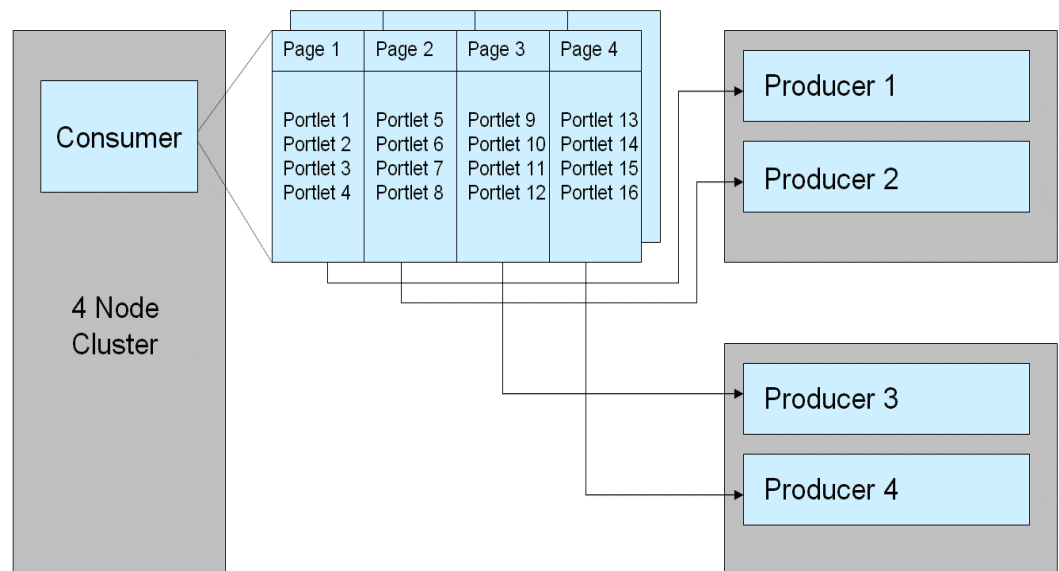 Consumer
4 Node
Cluster
Page 1
Page 2
Page 3
Page 4
Portlet 1
Portlet 2
Portlet 3
Portlet 4
Portlet 5
Portlet 6
Portlet 7
Portlet 8
Portlet 9
Portlet 10
Portlet 11
Portlet 12
Portlet 13
Portlet 14
Portlet 15
Portlet 16
Producer 1
Producer 2
Producer 3
Producer 4